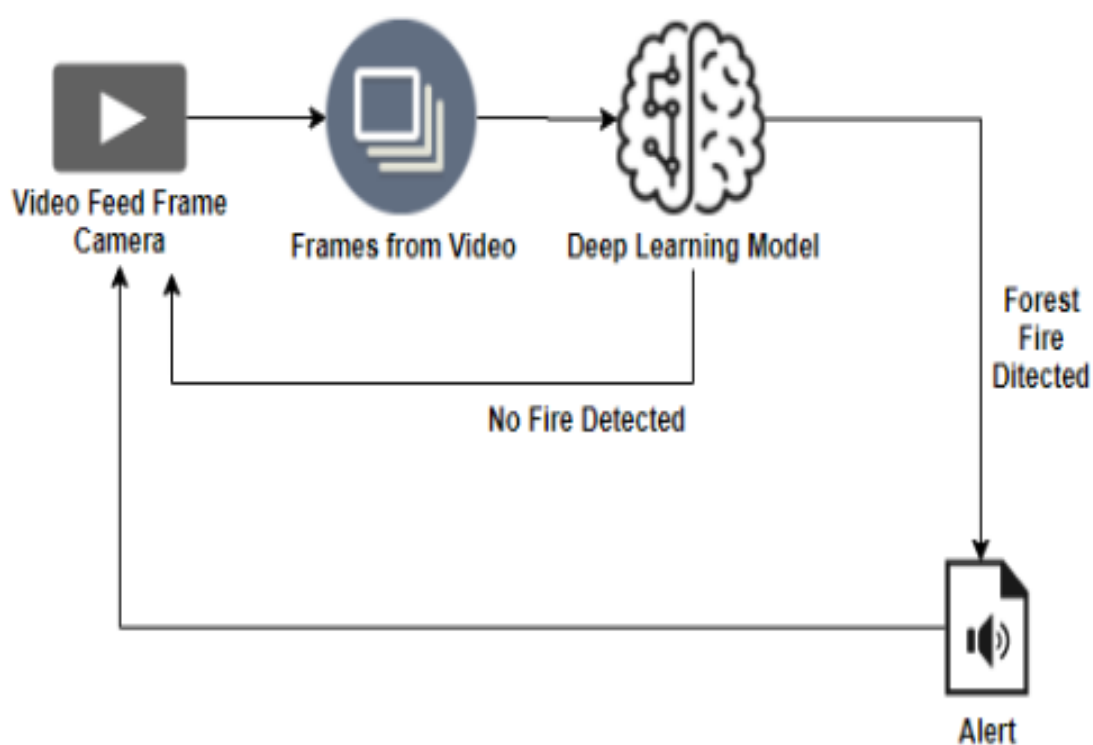 Video Feed Frame
Camera
Frames from Video
Deep Learning Model
Forest
Fire
Ditected
No Fire Detected
Alert